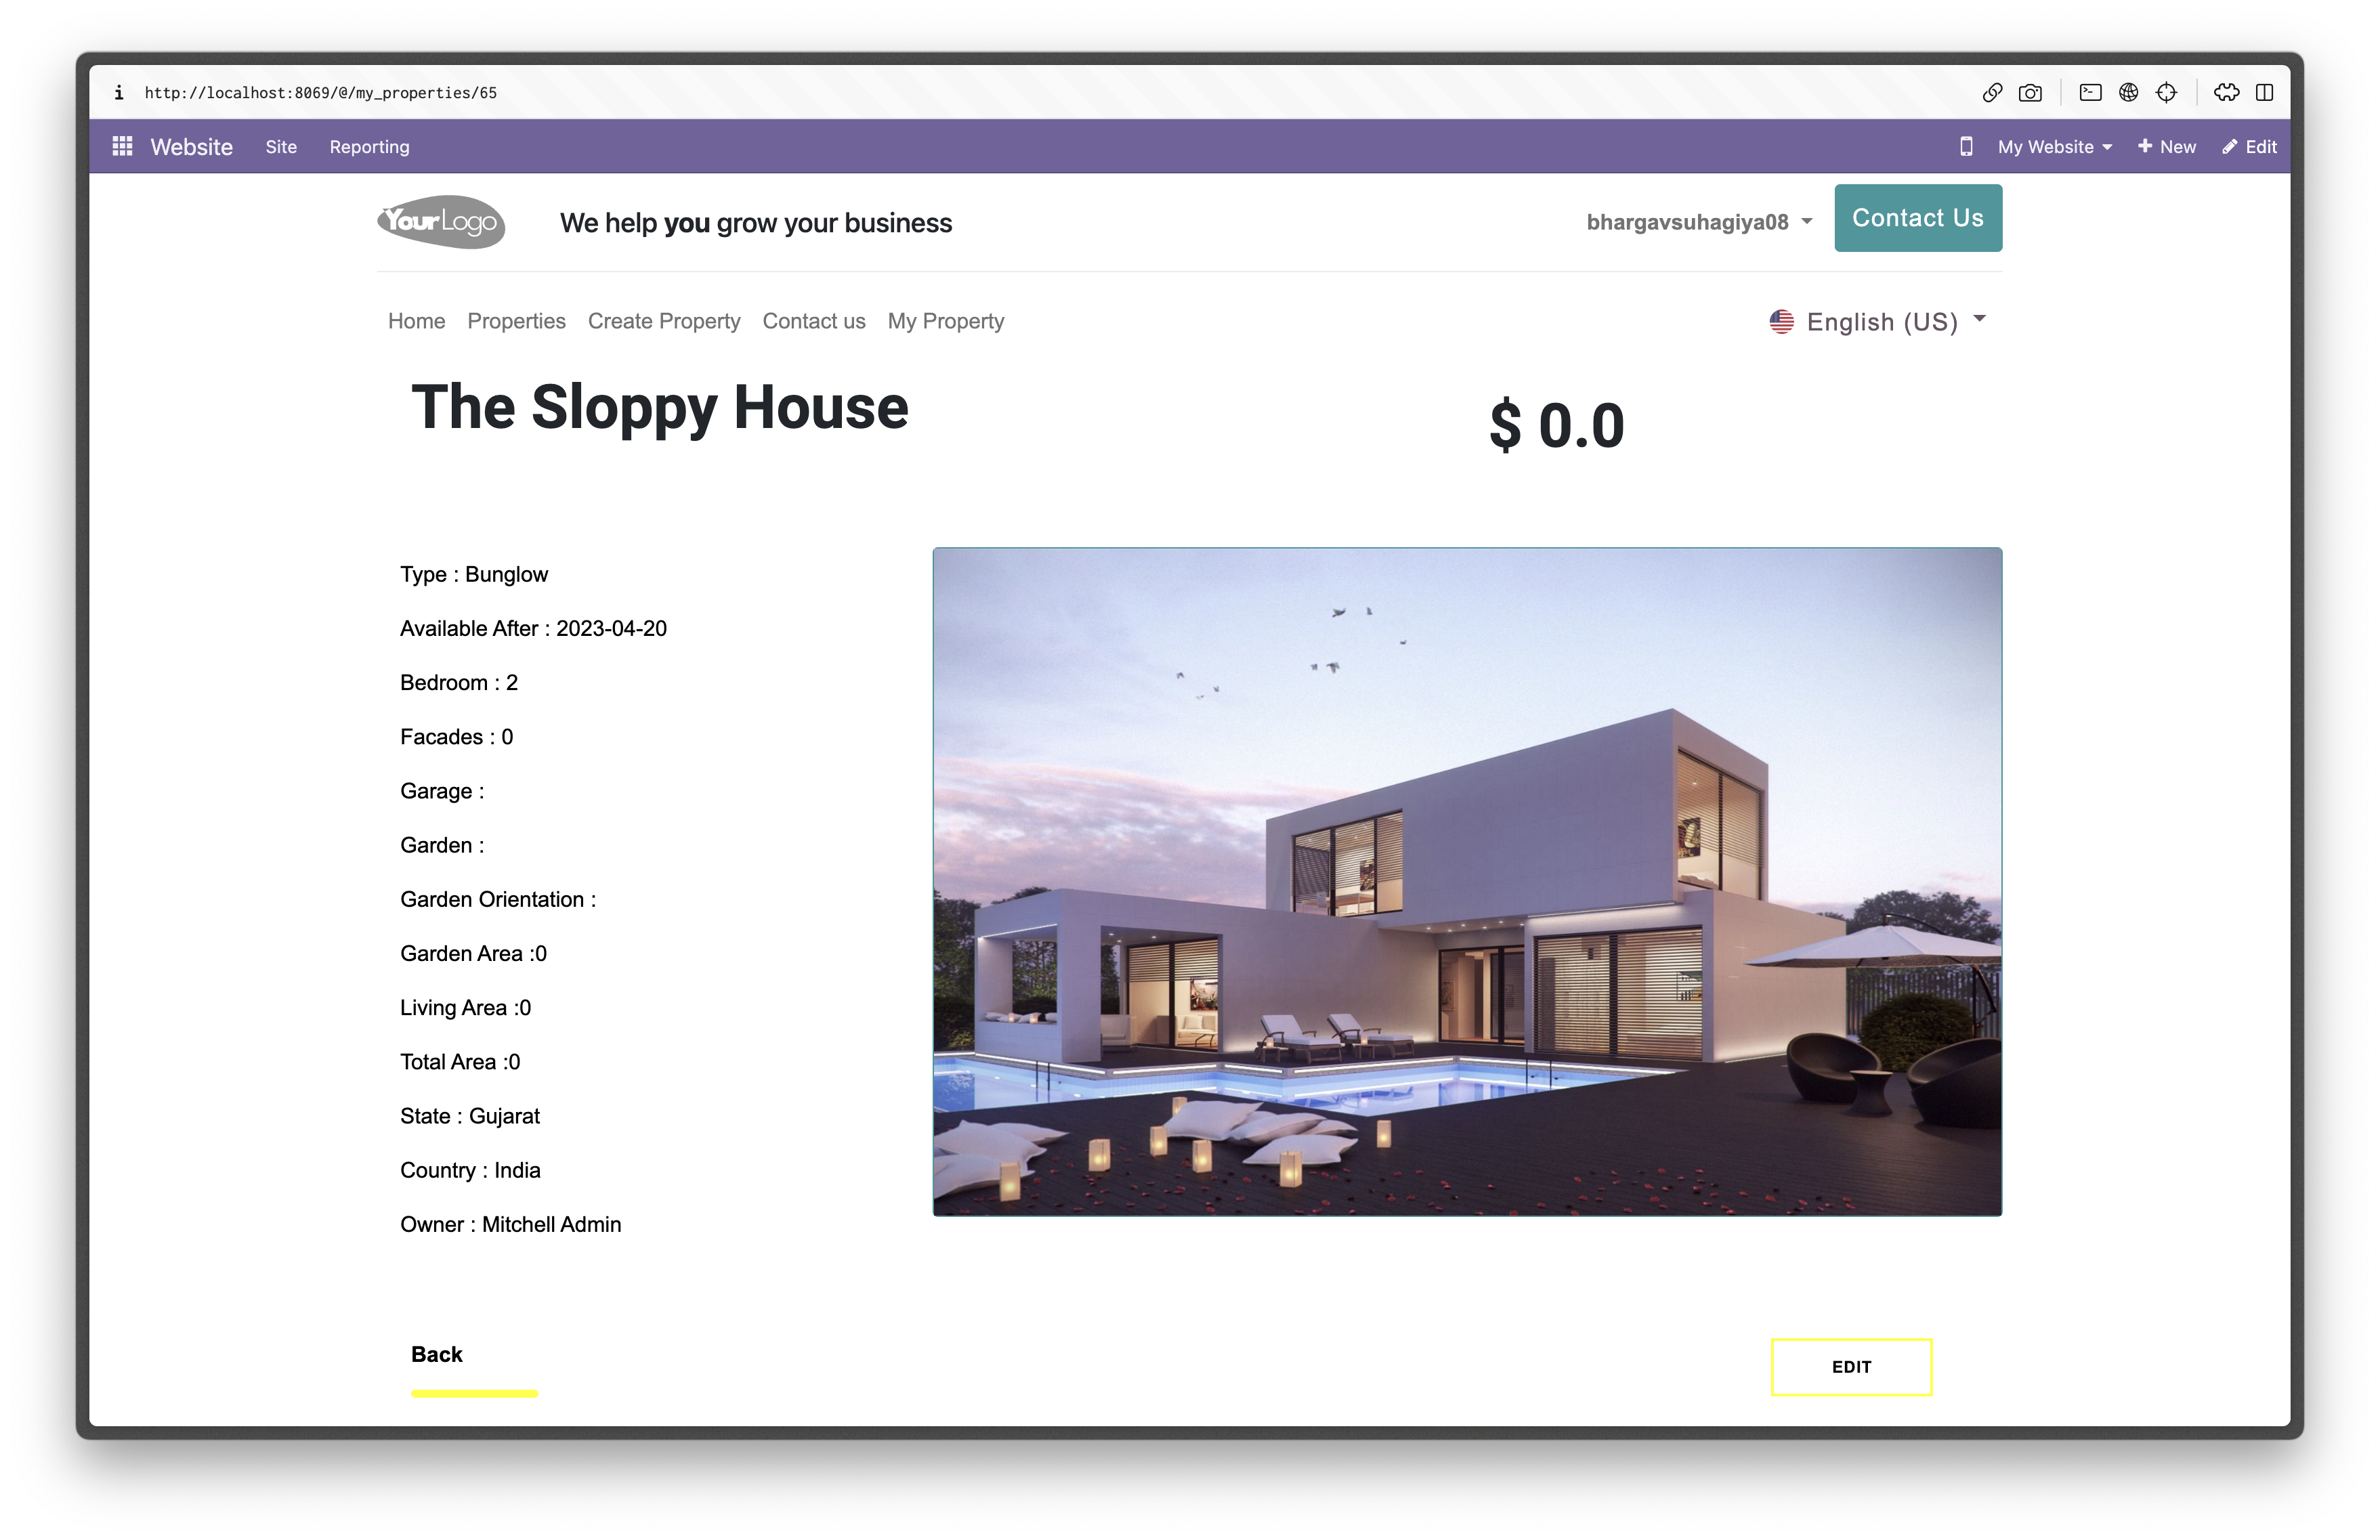 i http://localhost:8069/@/my_properties/65
Website Site Reporting My Website New Edit
YourLogo We help you grow your business bhargavsuhagiya08 Contact Us
Home Properties Create Property Contact us My Property English (US)
The Sloppy House $ 0.0
Type : Bunglow
Available After : 2023-04-20
Bedroom : 2
Facades : 0
Garage :
Garden :
Garden Orientation :
Garden Area :0
Living Area :0
Total Area :0
State : Gujarat
Country : India
Owner : Mitchell Admin
Back EDIT